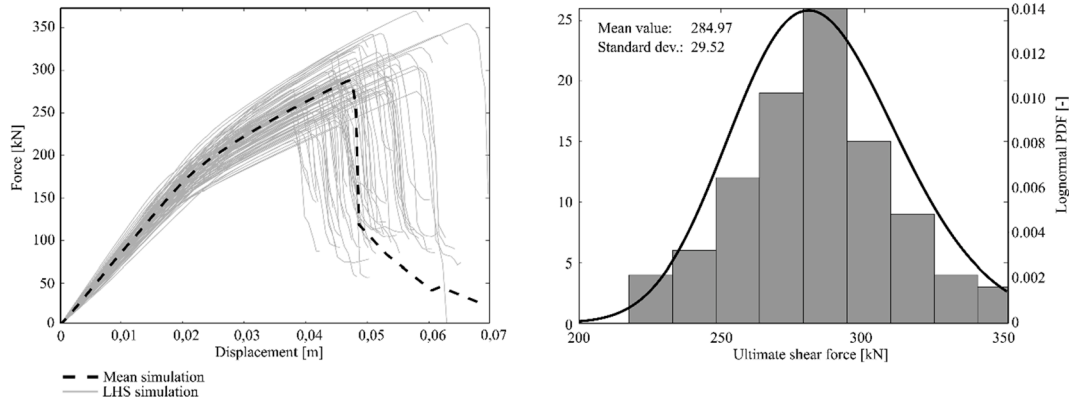 350
300
250
200
150
100
50
0
Force [kN]
0 0,01 0,02 0,03 0,04 0,05 0,06 0,07
Displacement [m]
Mean simulation
LHS simulation
Mean value: 284.97
Standard dev.: 29.52
25
20
15
10
5
0
0.014
0.012
0.010
0.008
0.006
0.004
0.002
0
Lognormal PDF [-]
200 250 300 350
Ultimate shear force [kN]